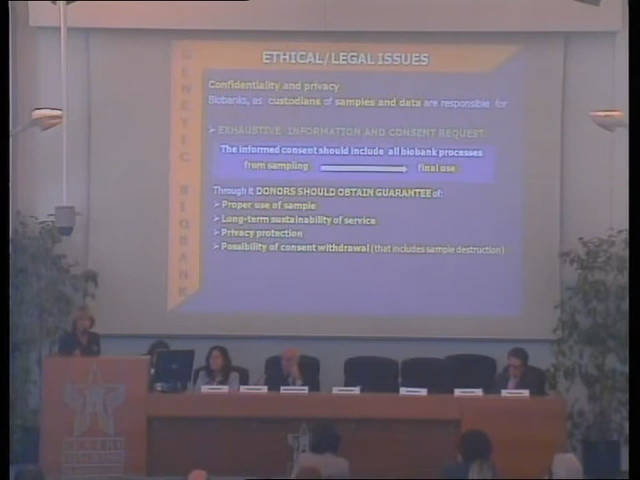 ETHICAL/LEGAL ISSUES
GENETIC BIOBANK
Confidentiality and privacy
Biobanks, as custodians of samples and data are responsible for
➢ EXHAUSTIVE INFORMATION AND CONSENT REQUEST
The informed consent should include all biobank processes
from sampling final use
Through it DONORS SHOULD OBTAIN GUARANTEE of:
➢ Proper use of sample
➢ Long-term sustainability of service
➢ Privacy protection
➢ Possibility of consent withdrawal (that includes sample destruction)